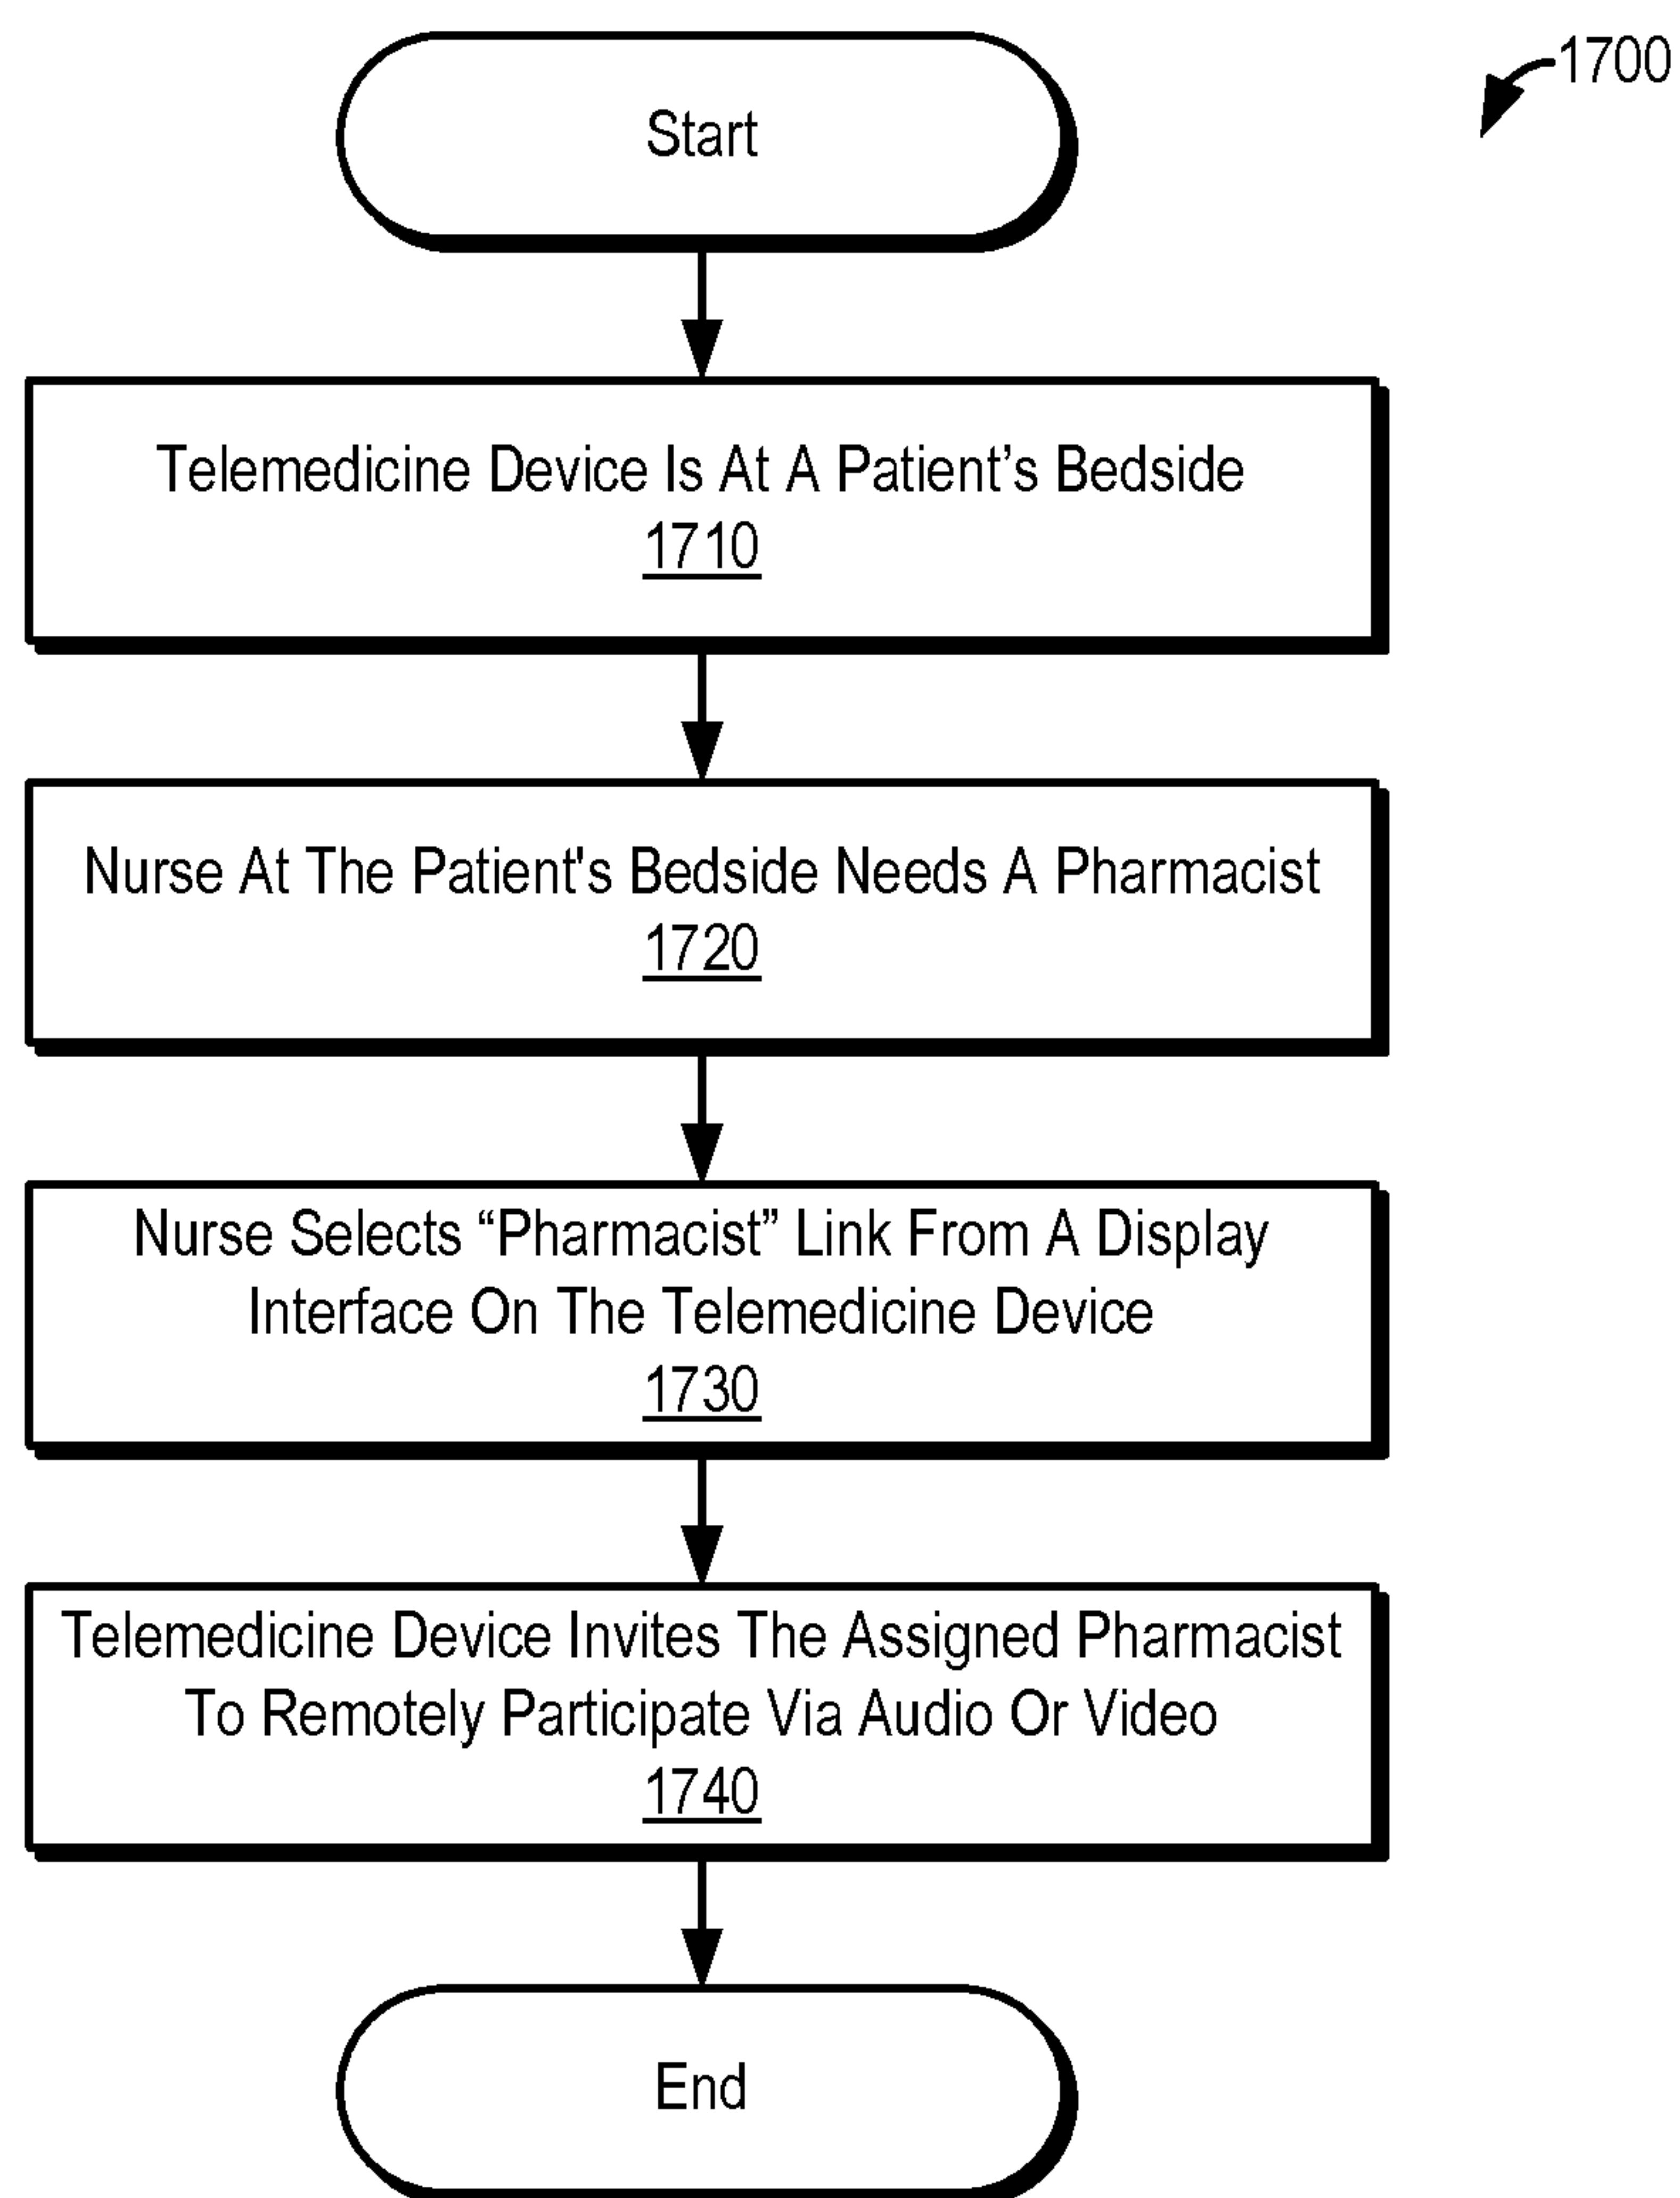 1700
Start
Telemedicine Device Is At A Patient’s Bedside
1710
Nurse At The Patient's Bedside Needs A Pharmacist
1720
Nurse Selects “Pharmacist” Link From A Display
Interface On The Telemedicine Device
1730
Telemedicine Device Invites The Assigned Pharmacist
To Remotely Participate Via Audio Or Video
1740
End